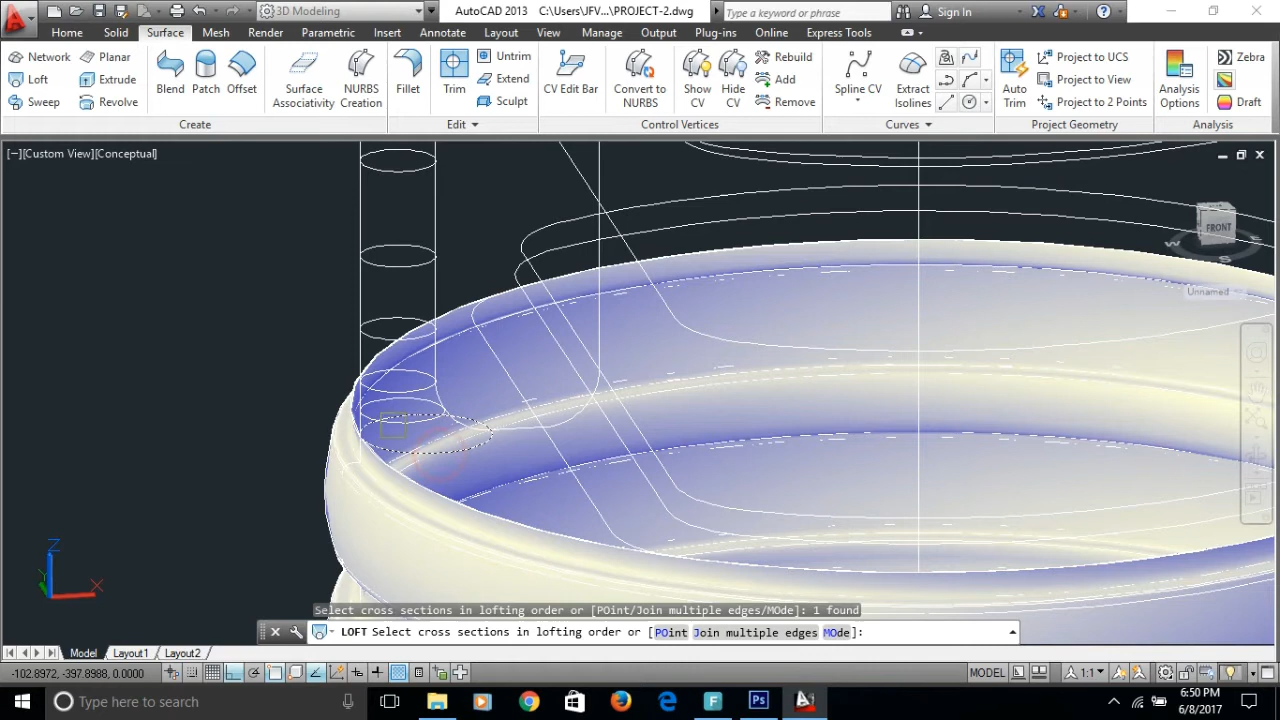 3D Modeling
AutoCAD 2013 C:\Users\JFV...\PROJECT-2.dwg
Type a keyword or phrase
Sign In
Home Solid Surface Mesh Render Parametric Insert Annotate Layout View Manage Output Plug-ins Online Express Tools
Network Planar
Loft Extrude
Sweep Revolve
Blend Patch Offset
Surface Associativity
NURBS Creation
Fillet
Trim
Untrim
Extend
Sculpt
CV Edit Bar
Convert to NURBS
Show CV
Hide CV
Rebuild
Add
Remove
Spline CV
Extract Isolines
Auto Trim
Project to UCS
Project to View
Project to 2 Points
Analysis Options
Zebra
Draft
Create Edit Control Vertices Curves Project Geometry Analysis
[−][Custom View][Conceptual]
FRONT
W
E
S
Unnamed
Z
Y
X
Select cross sections in lofting order or [POint/Join multiple edges/MOde]: 1 found
LOFT Select cross sections in lofting order or [POint Join multiple edges MOde]:
Model Layout1 Layout2
-102.8972, -397.8988, 0.0000
MODEL
1:1
Type here to search
F
Ps
6:50 PM
6/8/2017